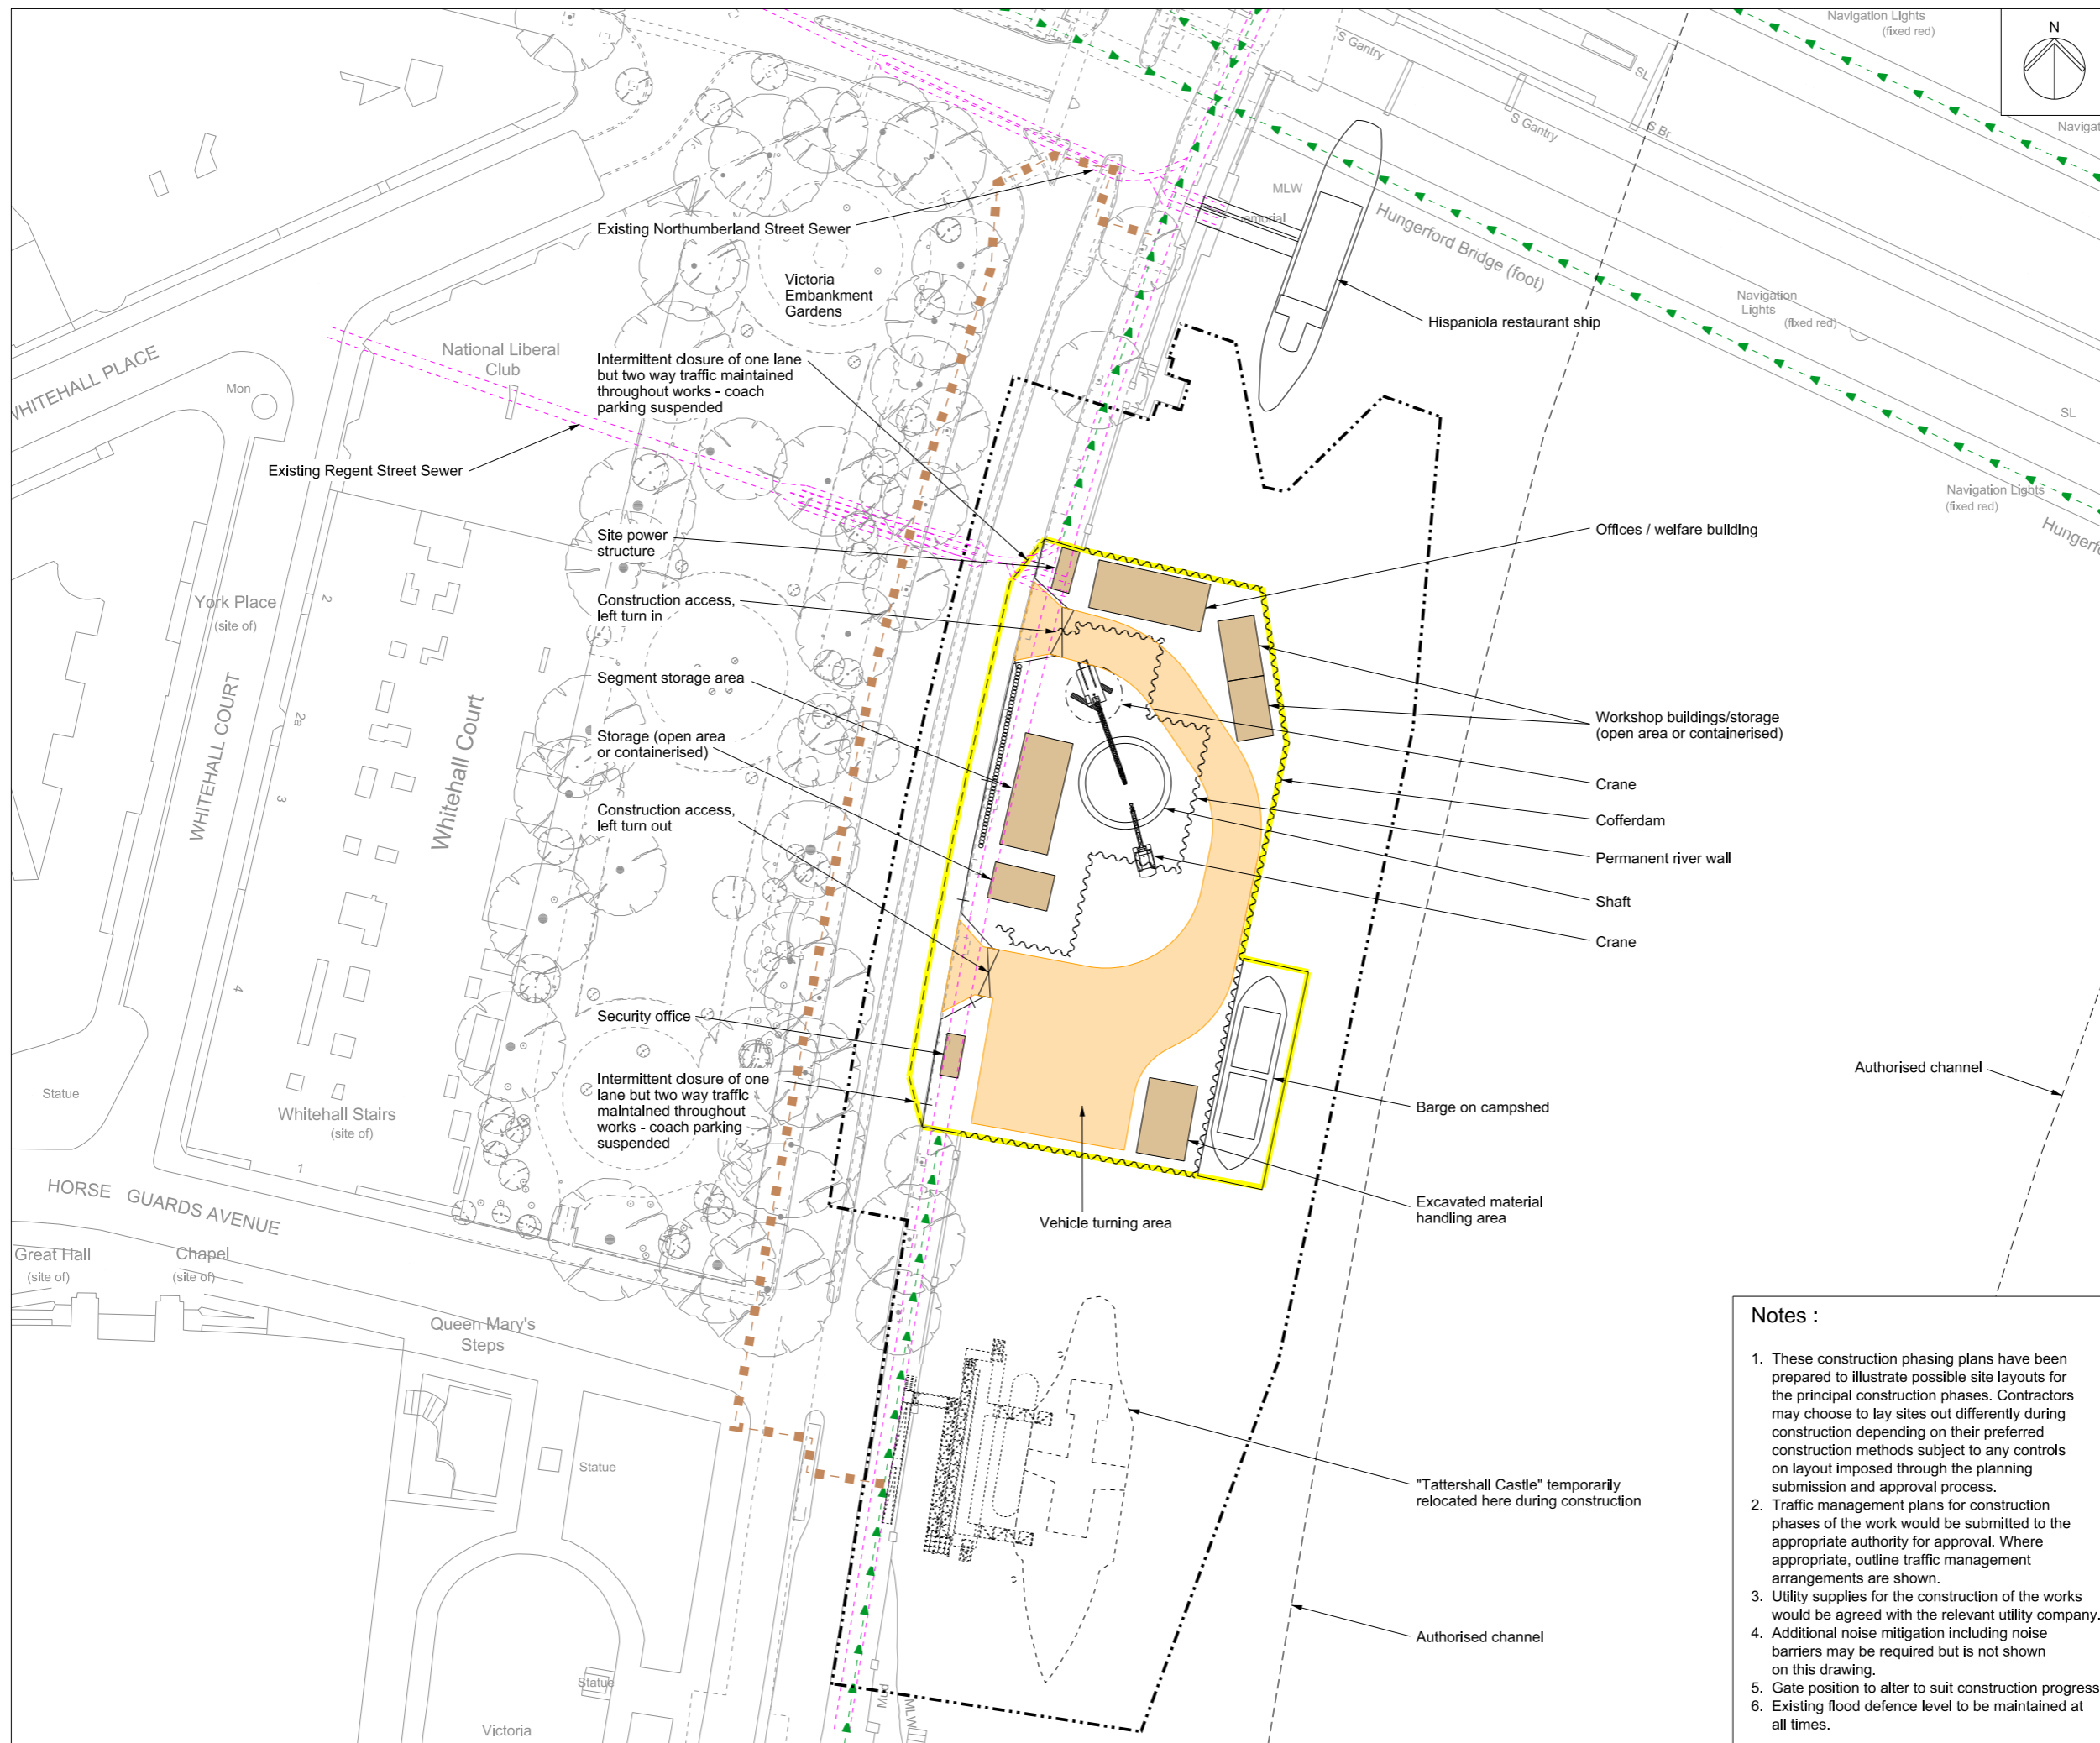 Navigation Lights
(fixed red)
N
S Gantry
SL
S Gantry
S Br
Navigat
MLW
emorial
Hungerford Bridge (foot)
Existing Northumberland Street Sewer
Victoria
Embankment
Gardens
Navigation
Lights
(fixed red)
Hispaniola restaurant ship
National Liberal
Club
WHITEHALL PLACE
Mon
Intermittent closure of one lane
but two way traffic maintained
throughout works - coach
parking suspended
SL
Existing Regent Street Sewer
Navigation Lights
(fixed red)
Hungerfo
Site power
structure
Offices / welfare building
York Place
(site of)
2
Construction access,
left turn in
Segment storage area
WHITEHALL COURT
2a
Whitehall Court
Workshop buildings/storage
(open area or containerised)
Storage (open area
or containerised)
Crane
3
Construction access,
left turn out
Cofferdam
Permanent river wall
Shaft
Crane
4
Security office
Authorised channel
Statue
Intermittent closure of one
lane but two way traffic
maintained throughout
works - coach parking
suspended
Barge on campshed
Whitehall Stairs
(site of)
1
HORSE GUARDS AVENUE
Vehicle turning area
Excavated material
handling area
Great Hall
(site of)
Chapel
(site of)
Queen Mary's
Steps
Statue
"Tattershall Castle" temporarily
relocated here during construction
Authorised channel
Statue
Mud
MLW
Victoria
Notes :
1. These construction phasing plans have been
prepared to illustrate possible site layouts for
the principal construction phases. Contractors
may choose to lay sites out differently during
construction depending on their preferred
construction methods subject to any controls
on layout imposed through the planning
submission and approval process.
2. Traffic management plans for construction
phases of the work would be submitted to the
appropriate authority for approval. Where
appropriate, outline traffic management
arrangements are shown.
3. Utility supplies for the construction of the works
would be agreed with the relevant utility company.
4. Additional noise mitigation including noise
barriers may be required but is not shown
on this drawing.
5. Gate position to alter to suit construction progress
6. Existing flood defence level to be maintained at
all times.